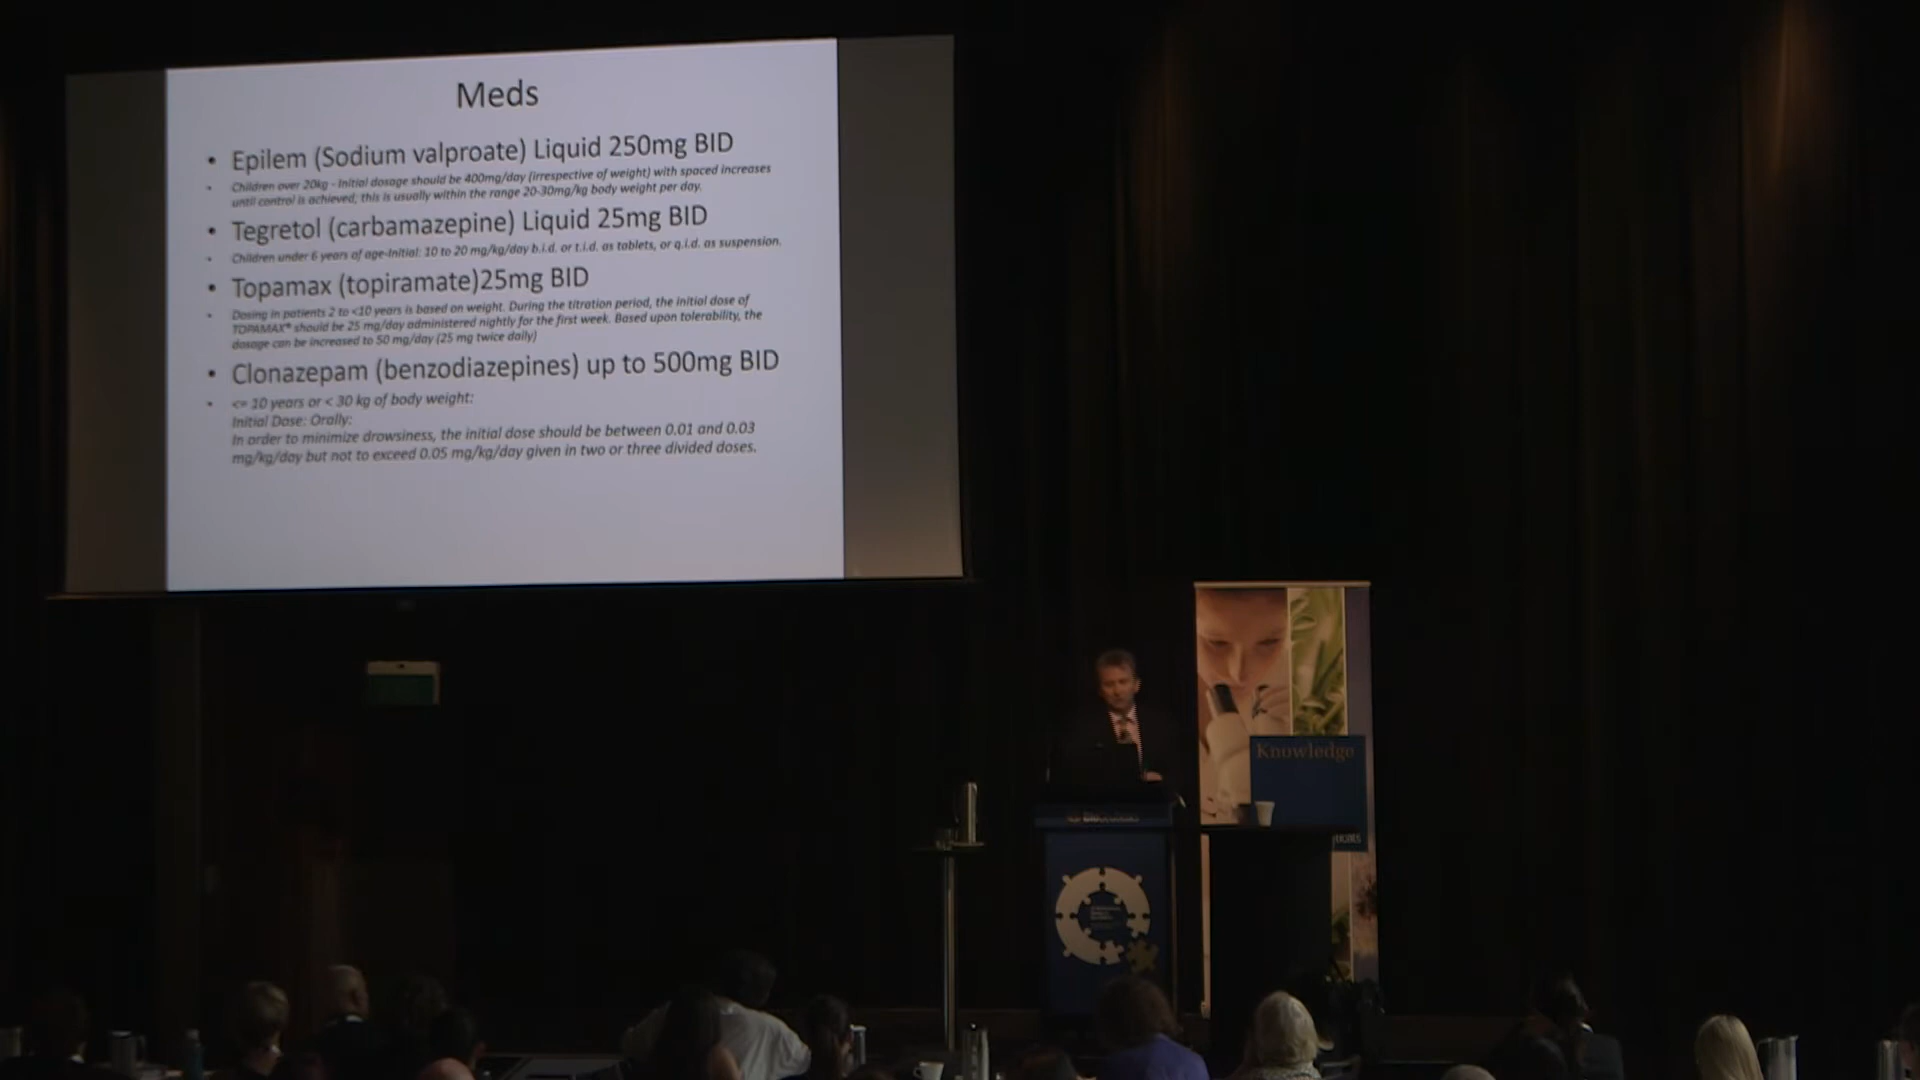 Meds
• Epilem (Sodium valproate) Liquid 250mg BID
• Children over 20kg - Initial dosage should be 400mg/day (irrespective of weight) with spaced increases
until control is achieved; this is usually within the range 20-30mg/kg body weight per day.
• Tegretol (carbamazepine) Liquid 25mg BID
• Children under 6 years of age-Initial: 10 to 20 mg/kg/day b.i.d. or t.i.d. as tablets, or q.i.d. as suspension.
• Topamax (topiramate)25mg BID
• Dosing in patients 2 to <10 years is based on weight. During the titration period, the initial dose of
TOPAMAX® should be 25 mg/day administered nightly for the first week. Based upon tolerability, the
dosage can be increased to 50 mg/day (25 mg twice daily)
• Clonazepam (benzodiazepines) up to 500mg BID
• <= 10 years or < 30 kg of body weight:
Initial Dose: Orally:
In order to minimize drowsiness, the initial dose should be between 0.01 and 0.03
mg/kg/day but not to exceed 0.05 mg/kg/day given in two or three divided doses.
Knowledge